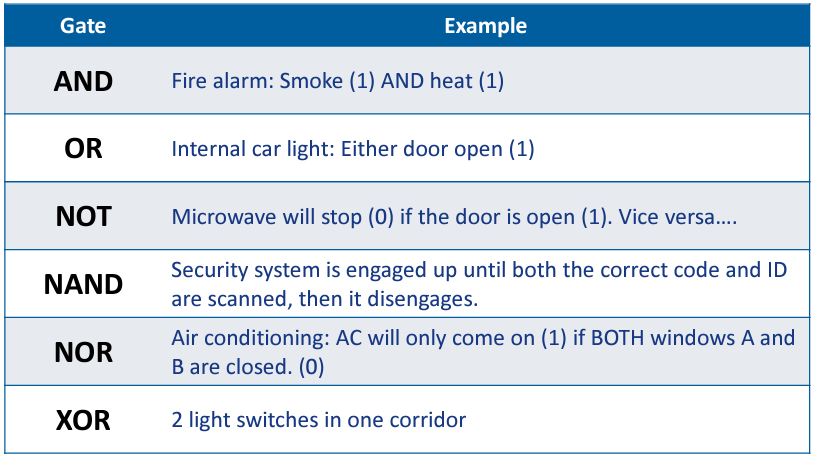 Gate Example
AND Fire alarm: Smoke (1) AND heat (1)
OR Internal car light: Either door open (1)
NOT Microwave will stop (0) if the door is open (1). Vice versa....
NAND Security system is engaged up until both the correct code and ID
are scanned, then it disengages.
NOR Air conditioning: AC will only come on (1) if BOTH windows A and
B are closed. (0)
XOR 2 light switches in one corridor